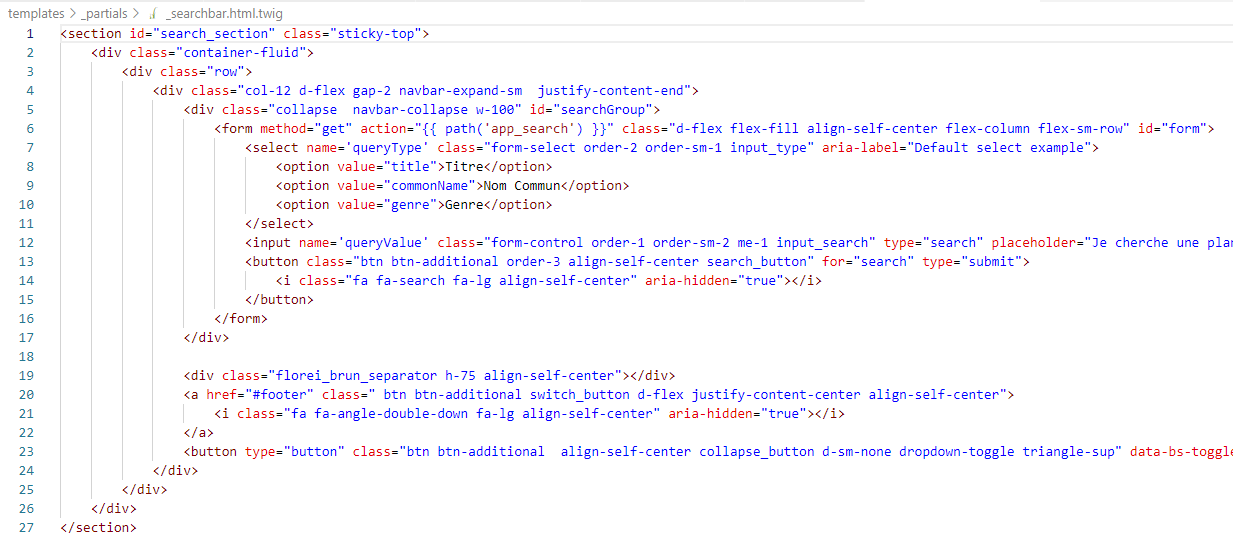 templates > _partials > _searchbar.html.twig
1 <section id="search_section" class="sticky-top">
2 <div class="container-fluid">
3 <div class="row">
4 <div class="col-12 d-flex gap-2 navbar-expand-sm  justify-content-end">
5 <div class="collapse  navbar-collapse w-100" id="searchGroup">
6 <form method="get" action="{{ path('app_search') }}" class="d-flex flex-fill align-self-center flex-column flex-sm-row" id="form">
7 <select name='queryType' class="form-select order-2 order-sm-1 input_type" aria-label="Default select example">
8 <option value="title">Titre</option>
9 <option value="commonName">Nom Commun</option>
10 <option value="genre">Genre</option>
11 </select>
12 <input name='queryValue' class="form-control order-1 order-sm-2 me-1 input_search" type="search" placeholder="Je cherche une plan
13 <button class="btn btn-additional order-3 align-self-center search_button" for="search" type="submit">
14 <i class="fa fa-search fa-lg align-self-center" aria-hidden="true"></i>
15 </button>
16 </form>
17 </div>
18
19 <div class="florei_brun_separator h-75 align-self-center"></div>
20 <a href="#footer" class=" btn btn-additional switch_button d-flex justify-content-center align-self-center">
21 <i class="fa fa-angle-double-down fa-lg align-self-center" aria-hidden="true"></i>
22 </a>
23 <button type="button" class="btn btn-additional  align-self-center collapse_button d-sm-none dropdown-toggle triangle-sup" data-bs-toggle
24 </div>
25 </div>
26 </div>
27 </section>